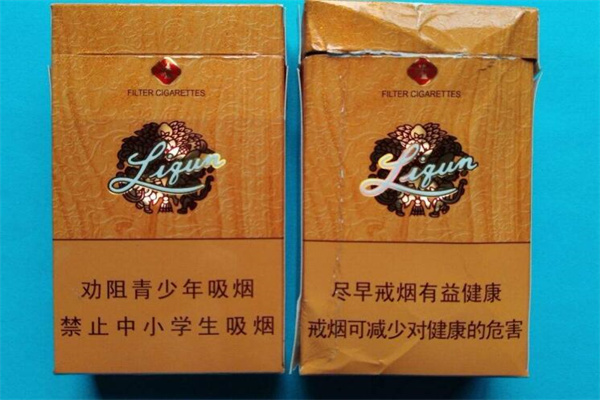 FILTER CIGARETTES
Liqun
劝阻青少年吸烟
禁止中小学生吸烟
FILTER CIGARETTES
Liqun
尽早戒烟有益健康
戒烟可减少对健康的危害